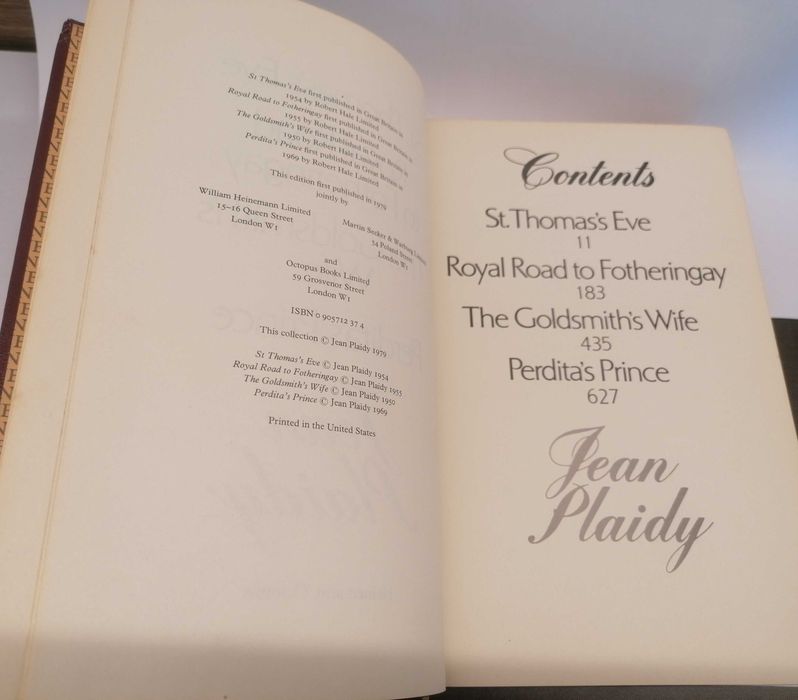 St Thomas's Eve first published in Great Britain in
1954 by Robert Hale Limited
Royal Road to Fotheringay first published in Great Britain in
1955 by Robert Hale Limited
The Goldsmith's Wife first published in Great Britain in
1950 by Robert Hale Limited
Perdita's Prince first published in Great Britain in
1969 by Robert Hale Limited
This edition first published in 1979
jointly by
William Heinemann Limited
15–16 Queen Street
London W1
Martin Secker & Warburg Limited
54 Poland Street
London W1
and
Octopus Books Limited
59 Grosvenor Street
London W1
ISBN 0 905712 37 4
This collection © Jean Plaidy 1979
St Thomas's Eve © Jean Plaidy 1954
Royal Road to Fotheringay © Jean Plaidy 1955
The Goldsmith's Wife © Jean Plaidy 1950
Perdita's Prince © Jean Plaidy 1969
Printed in the United States
Contents
St.Thomas's Eve
11
Royal Road to Fotheringay
183
The Goldsmith's Wife
435
Perdita's Prince
627
Jean
Plaidy